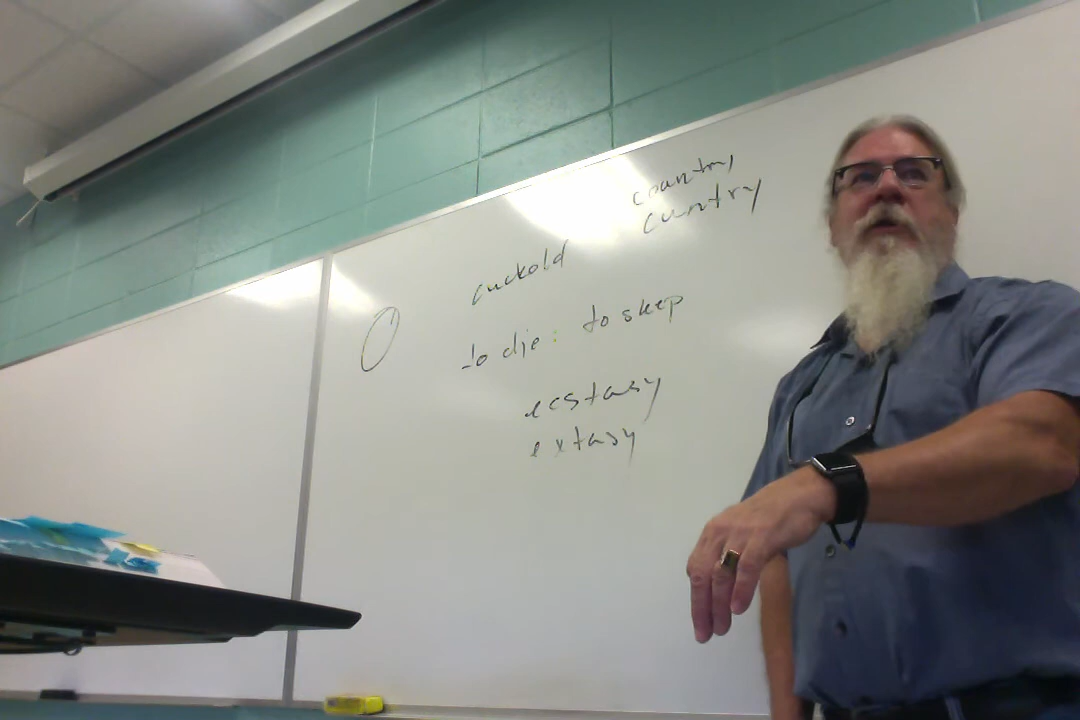 country
cuntry
cuckold
O
to die: to sleep
ecstasy
extasy